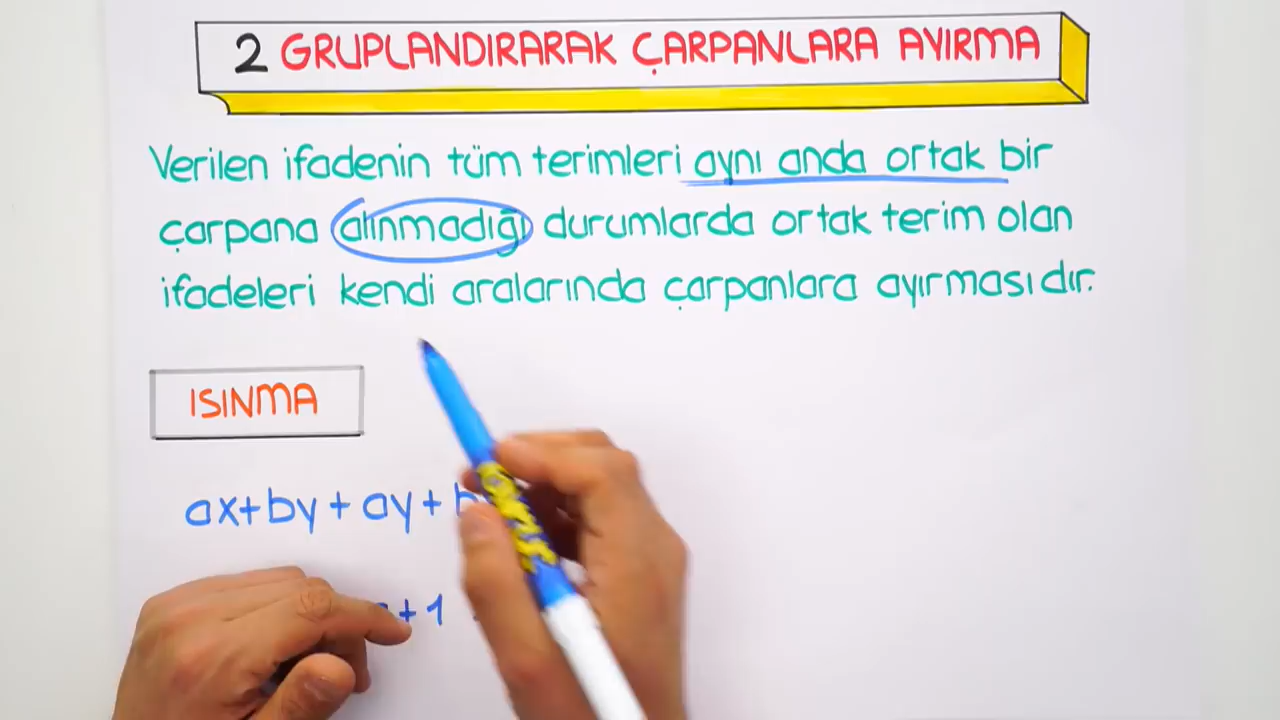 2 GRUPLANDIRARAK ÇARPANLARA AYIRMA
Verilen ifadenin tüm terimleri aynı anda ortak bir
çarpana alınmadığı durumlarda ortak terim olan
ifadeleri kendi aralarında çarpanlara ayırmasıdır.
ISINMA
ax+by+ay+b
+1